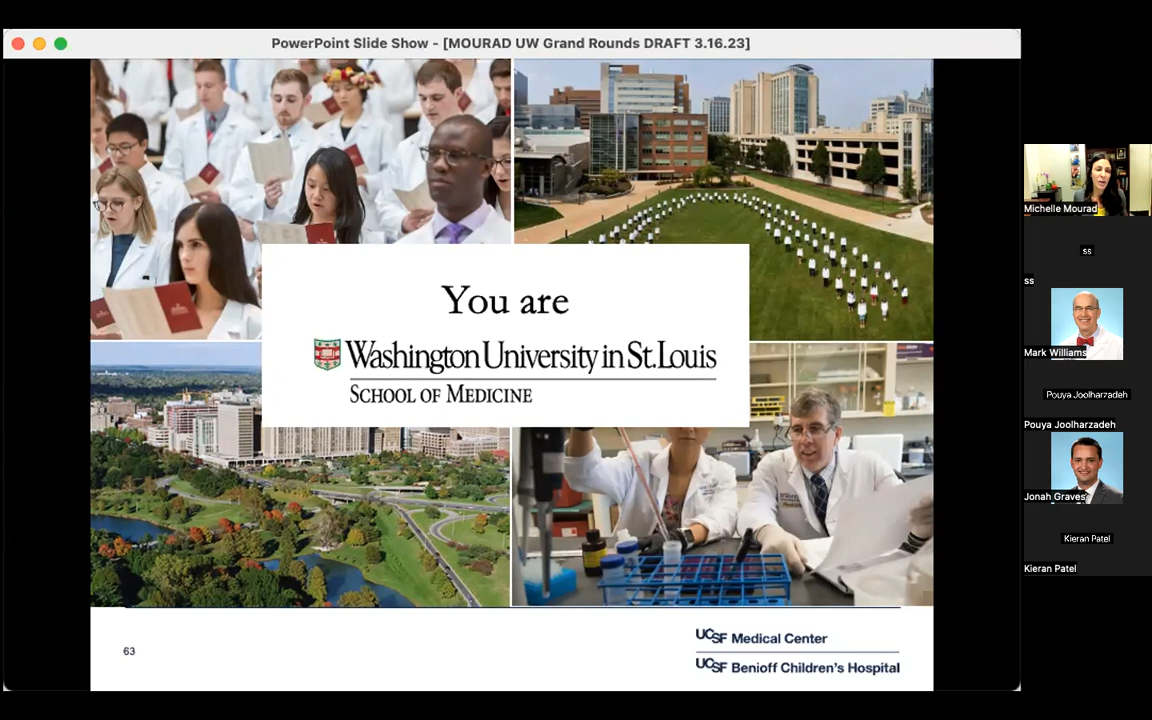 PowerPoint Slide Show - [MOURAD UW Grand Rounds DRAFT 3.16.23]
You are
Washington University in St. Louis
SCHOOL OF MEDICINE
63
UCSF Medical Center
UCSF Benioff Children's Hospital
Michelle Mourad
ss
ss
Mark Williams
Pouya Joolharzadeh
Pouya Joolharzadeh
Jonah Graves
Kieran Patel
Kieran Patel